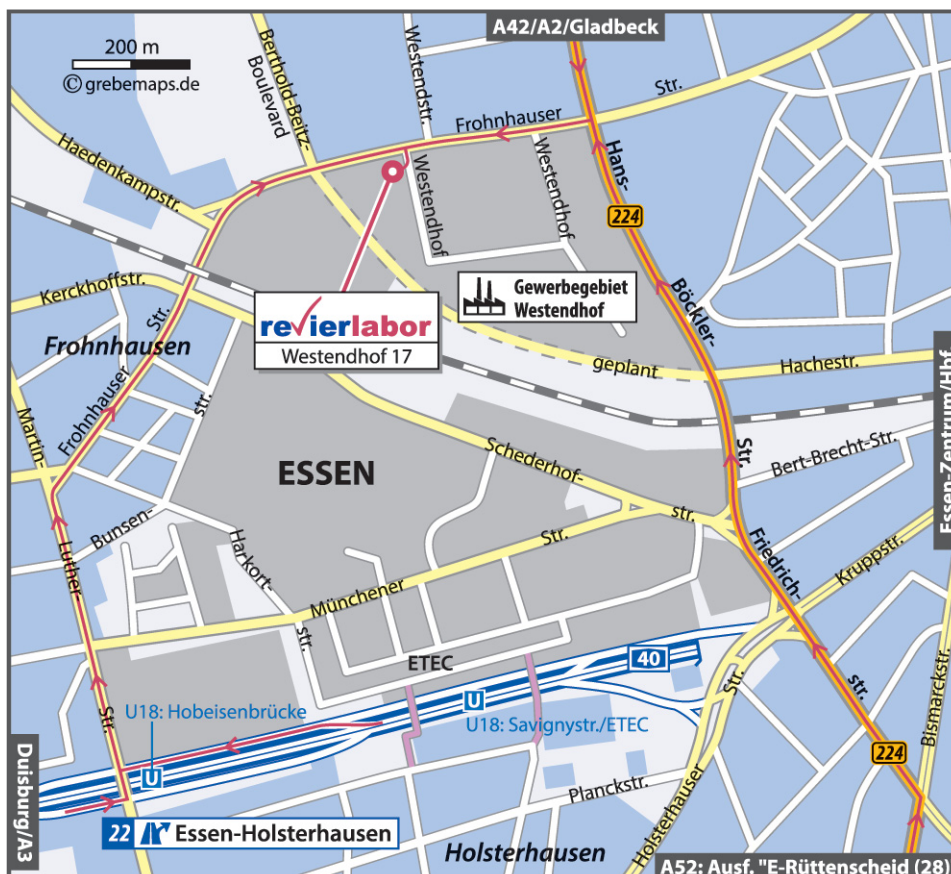 A42/A2/Gladbeck
200 m
© grebemaps.de
Berthold-Beitz-
Boulevard
Westendstr.
Frohnhauser
Str.
Haedenkampstr.
Westendhof
Westendhof
Hans-
224
Kerckhoffstr.
Gewerbegebiet
Westendhof
Böckler-
revierlabor
Westendhof 17
Frohnhausen
Str.
geplant
Hachestr.
Frohnhauser
str.
Martin-
ESSEN
Schederhof-
str.
Str.
Bert-Brecht-Str.
Essen-Zentrum/Hbf
Bunsen-
Luther-
Harkort-
str.
Münchener
Str.
Friedrich-
Kruppstr.
ETEC
40
U
U18: Hobeisenbrücke
U
U18: Savignystr./ETEC
Str.
Str.
str.
Bismarckstr.
224
Duisburg/A3
Planckstr.
Holsterhauser
22 Essen-Holsterhausen
Holsterhausen
A52: Ausf. "E-Rüttenscheid (28)